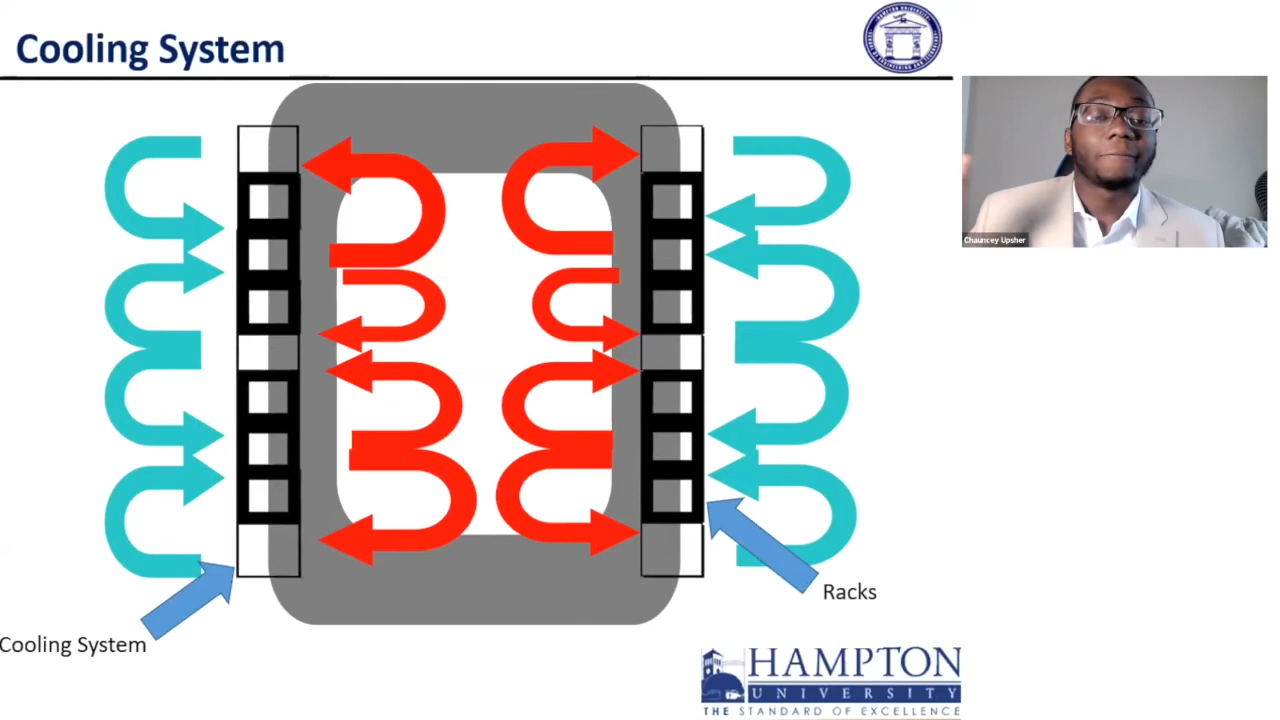 Cooling System
Chauncey Upsher
Racks
Cooling System
HAMPTON
UNIVERSITY
THE STANDARD OF EXCELLENCE